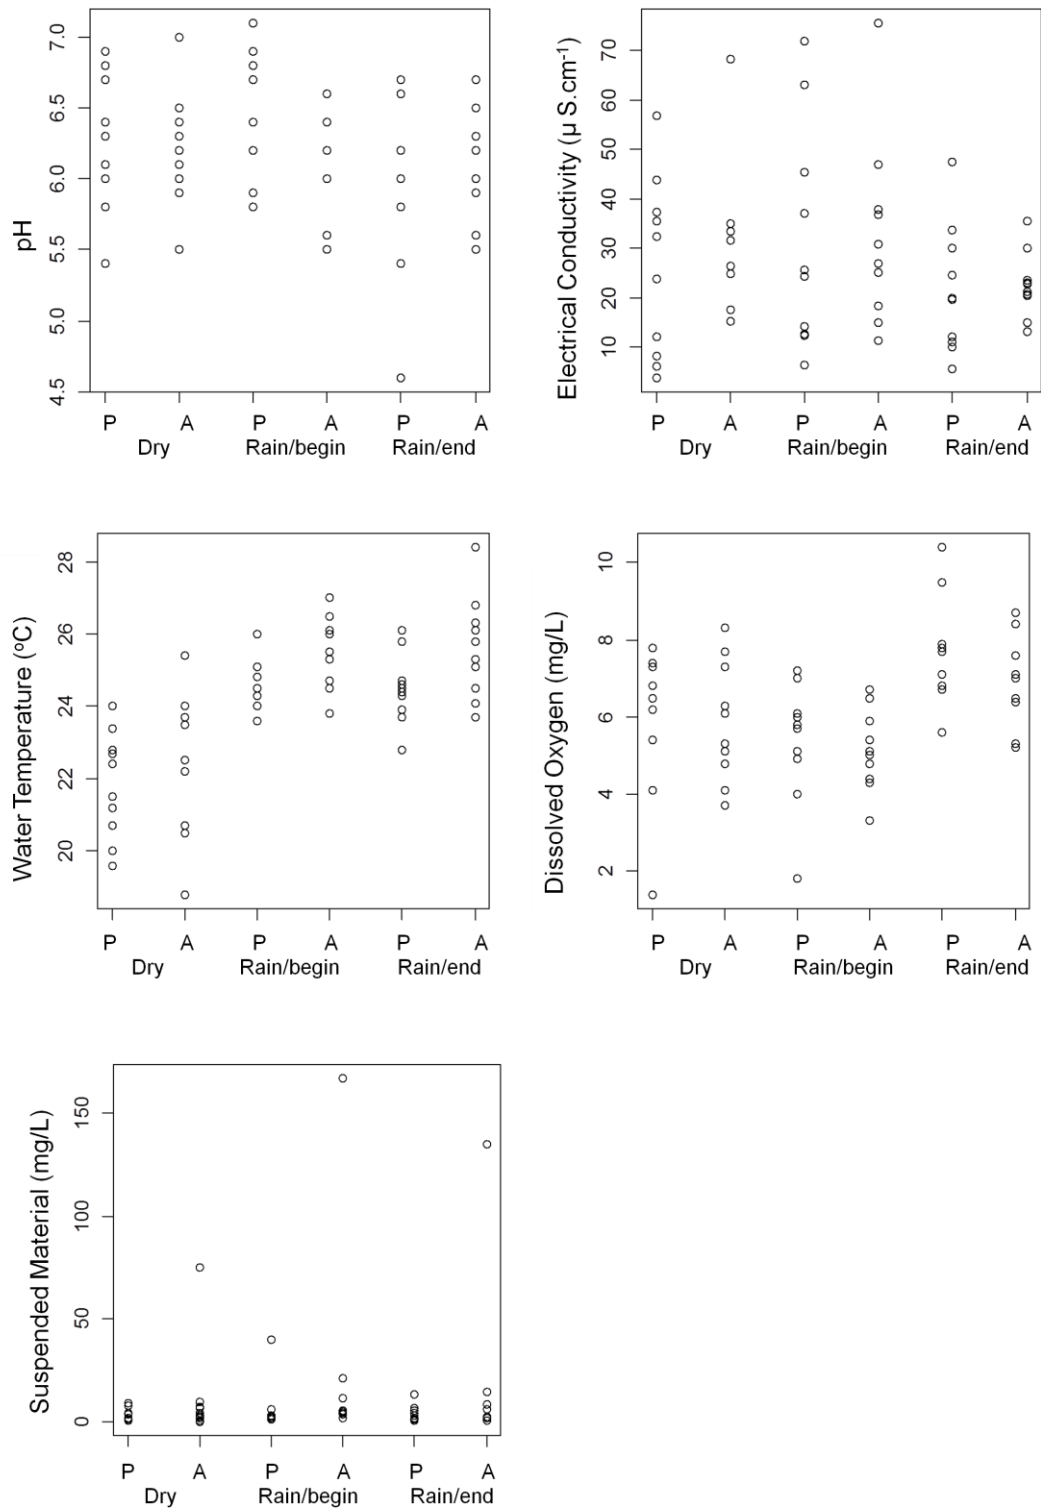 pH
7.0
6.5
6.0
5.5
5.0
4.5
P A P A P A
Dry Rain/begin Rain/end
Electrical Conductivity (μ S.cm⁻¹)
70
60
50
40
30
20
10
P A P A P A
Dry Rain/begin Rain/end
Water Temperature (ºC)
28
26
24
22
20
P A P A P A
Dry Rain/begin Rain/end
Dissolved Oxygen (mg/L)
10
8
6
4
2
P A P A P A
Dry Rain/begin Rain/end
Suspended Material (mg/L)
150
100
50
0
P A P A P A
Dry Rain/begin Rain/end